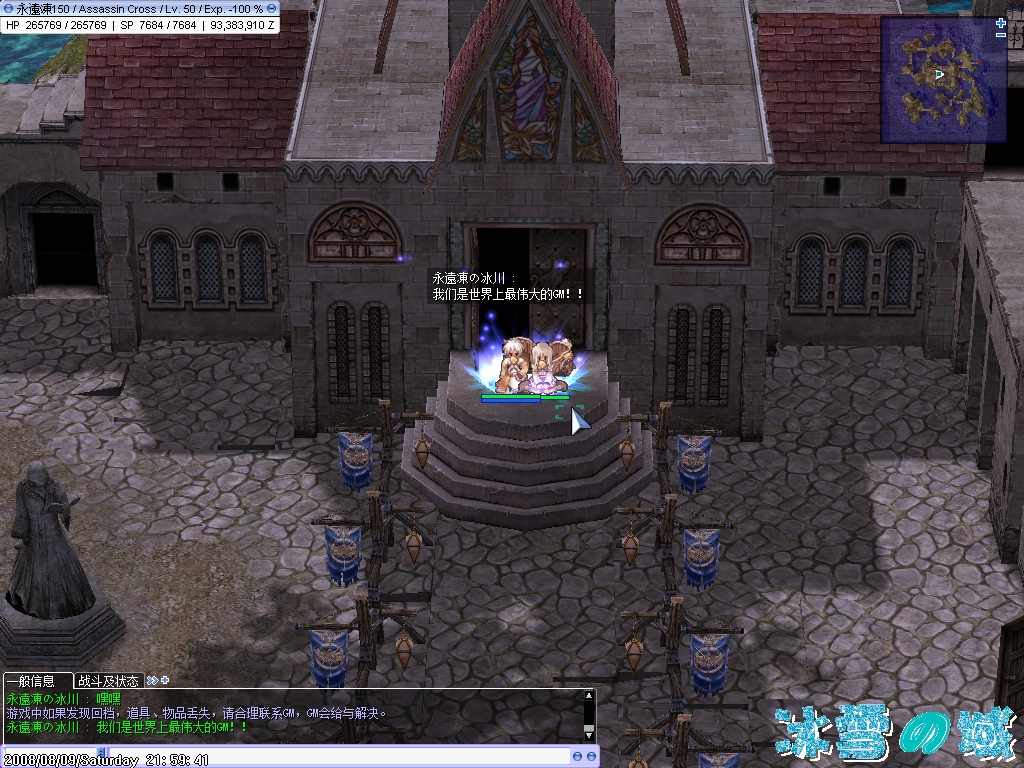 永遠凍150 / Assassin Cross / Lv. 50 / Exp. -100 %
HP 265769 / 265769 | SP 7684 / 7684 | 93,383,910 Z
永遠凍の冰川 :
我们是世界上最伟大的GM！！
一般信息 战斗及状态
永遠凍の冰川 : 嘿嘿
游戏中如果发现回档，道具，物品丢失，请合理联系GM，GM会给与解决。
永遠凍の冰川 : 我们是世界上最伟大的GM！！
2008/08/09/Saturday 21:59:41
冰雪の城